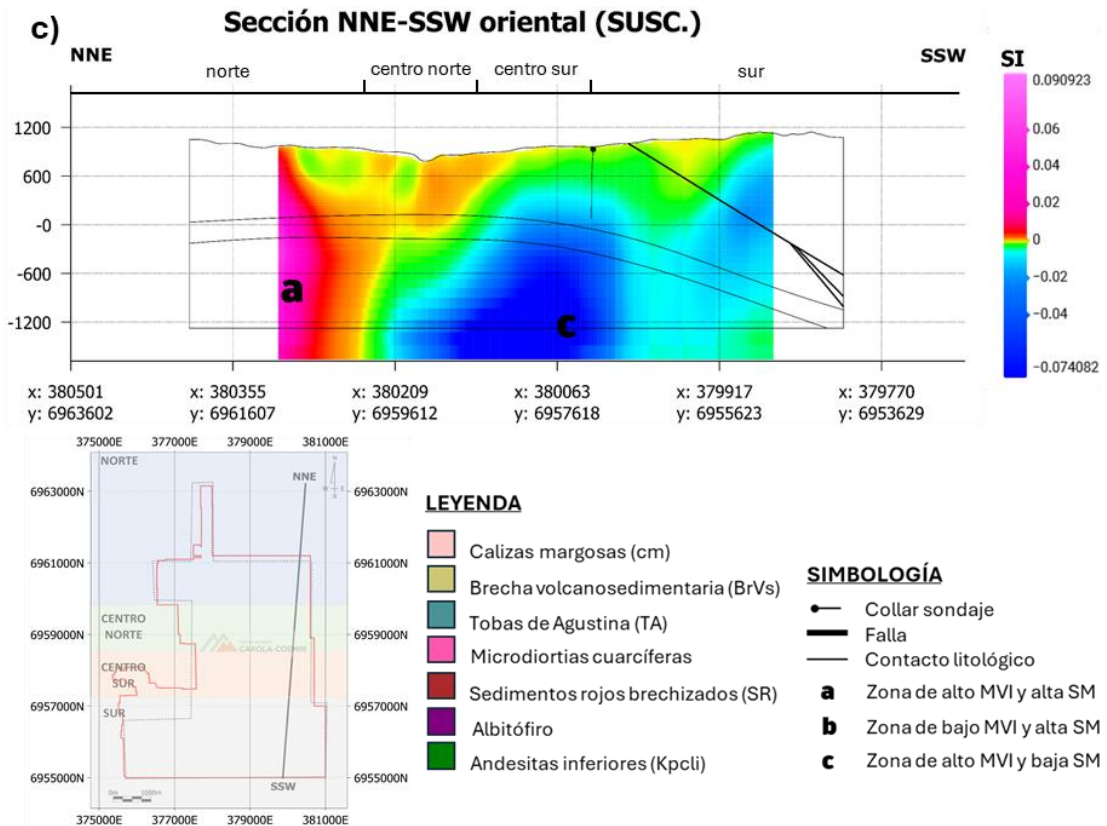 c)
Sección NNE-SSW oriental (SUSC.)
NNE
SSW
norte
centro norte
centro sur
sur
SI
1200
600
-0
-600
-1200
0.090923
0.06
0.04
0.02
0
−0.02
−0.04
−0.074082
a
c
x: 380501
y: 6963602
x: 380355
y: 6961607
x: 380209
y: 6959612
x: 380063
y: 6957618
x: 379917
y: 6955623
x: 379770
y: 6953629
375000E 377000E 379000E 381000E
NORTE
NNE
6963000N
6963000N
6961000N
6961000N
CENTRO
NORTE
6959000N
6959000N
CAROLA-COEMIN
CENTRO
SUR
6957000N
6957000N
SUR
6955000N
6955000N
SSW
0m 1000m
375000E 377000E 379000E 381000E
LEYENDA
Calizas margosas (cm)
Brecha volcanosedimentaria (BrVs)
Tobas de Agustina (TA)
Microdiortias cuarcíferas
Sedimentos rojos brechizados (SR)
Albitófiro
Andesitas inferiores (Kpcli)
SIMBOLOGÍA
Collar sondaje
Falla
Contacto litológico
a Zona de alto MVI y alta SM
b Zona de bajo MVI y alta SM
c Zona de alto MVI y baja SM